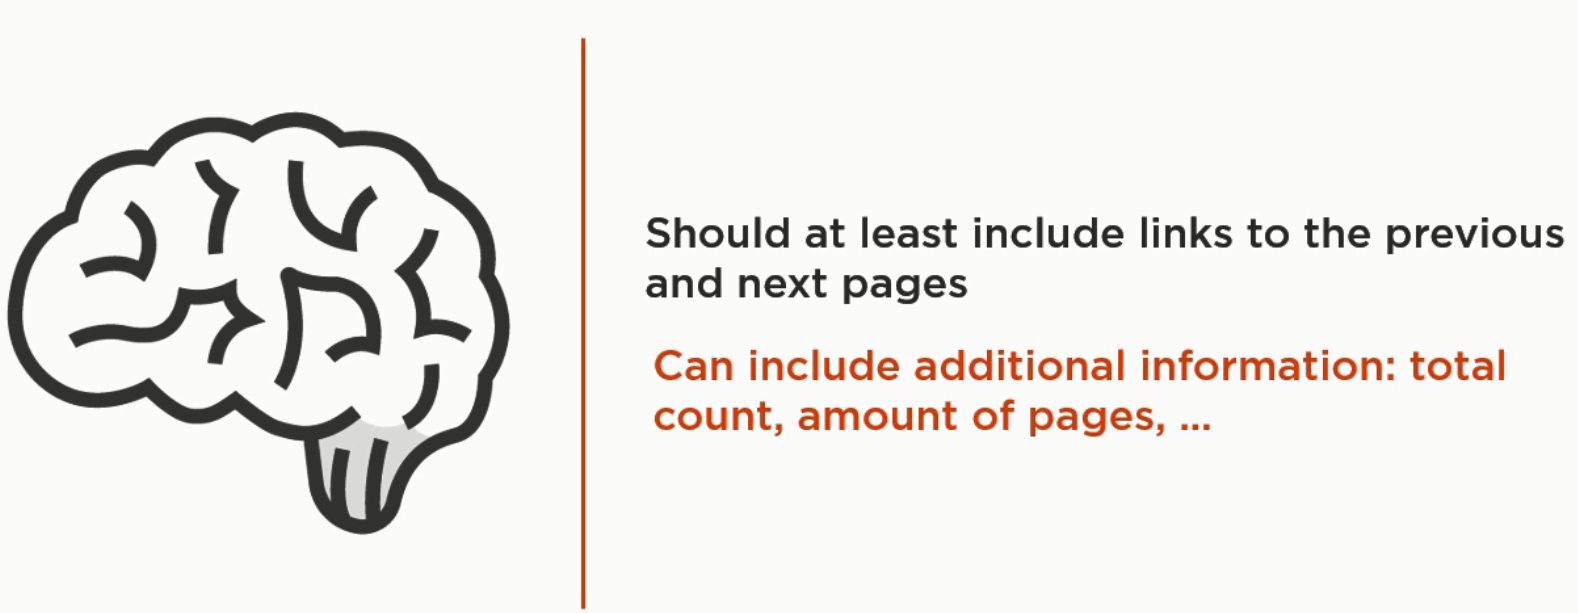 Should at least include links to the previous
and next pages
Can include additional information: total
count, amount of pages, ...